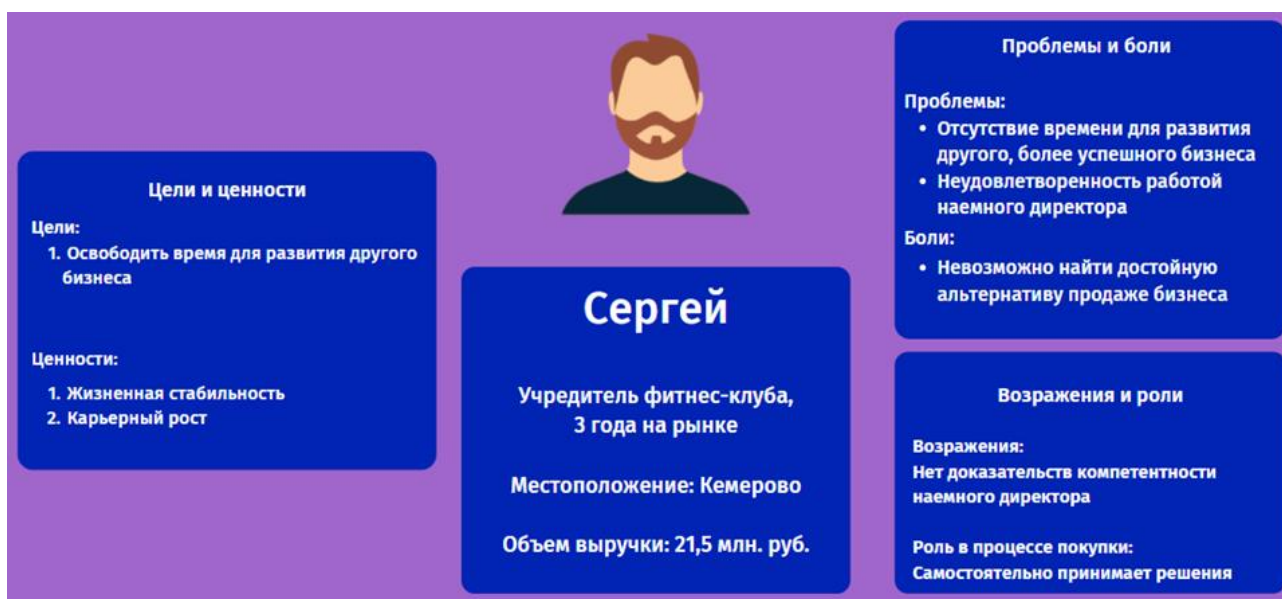 Цели и ценности
Цели:
1. Освободить время для развития другого
бизнеса
Ценности:
1. Жизненная стабильность
2. Карьерный рост
Сергей
Учредитель фитнес-клуба,
3 года на рынке
Местоположение: Кемерово
Объем выручки: 21,5 млн. руб.
Проблемы и боли
Проблемы:
• Отсутствие времени для развития
другого, более успешного бизнеса
• Неудовлетворенность работой
наемного директора
Боли:
• Невозможно найти достойную
альтернативу продаже бизнеса
Возражения и роли
Возражения:
Нет доказательств компетентности
наемного директора
Роль в процессе покупки:
Самостоятельно принимает решения